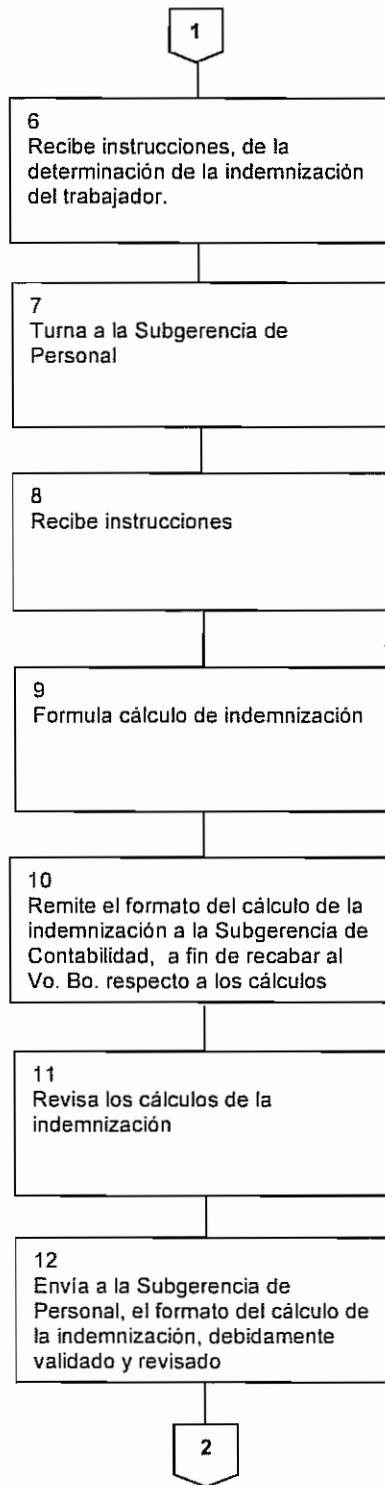 1
6
Recibe instrucciones, de la
determinación de la indemnización
del trabajador.
7
Turna a la Subgerencia de
Personal
8
Recibe instrucciones
9
Formula cálculo de indemnización
10
Remite el formato del cálculo de la
indemnización a la Subgerencia de
Contabilidad, a fin de recabar al
Vo. Bo. respecto a los cálculos
11
Revisa los cálculos de la
indemnización
12
Envía a la Subgerencia de
Personal, el formato del cálculo de
la indemnización, debidamente
validado y revisado
2